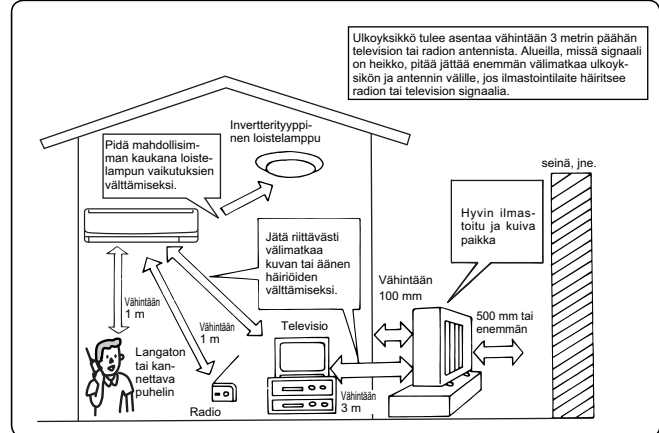 Ulkoyksikkö tulee asentaa vähintään 3 metrin päähän
television tai radion antennista. Alueilla, missä signaali
on heikko, pitää jättää enemmän välimatkaa ulkoyk-
sikön ja antennin välille, jos ilmastointilaite häiritsee
radion tai television signaalia.
Invertterityyppi-
nen loistelamppu
Pidä mahdollisim-
man kaukana loiste-
lampun vaikutuksien
välttämiseksi.
seinä, jne.
Hyvin ilmas-
toitu ja kuiva
paikka
Jätä riittävästi
välimatkaa
kuvan tai äänen
häiriöiden
välttämiseksi.
Vähintään
100 mm
500 mm tai
enemmän
Vähintään
1 m
Vähintään
1 m
Televisio
Langaton
tai kan-
nettava
puhelin
Radio
Vähintään
3 m